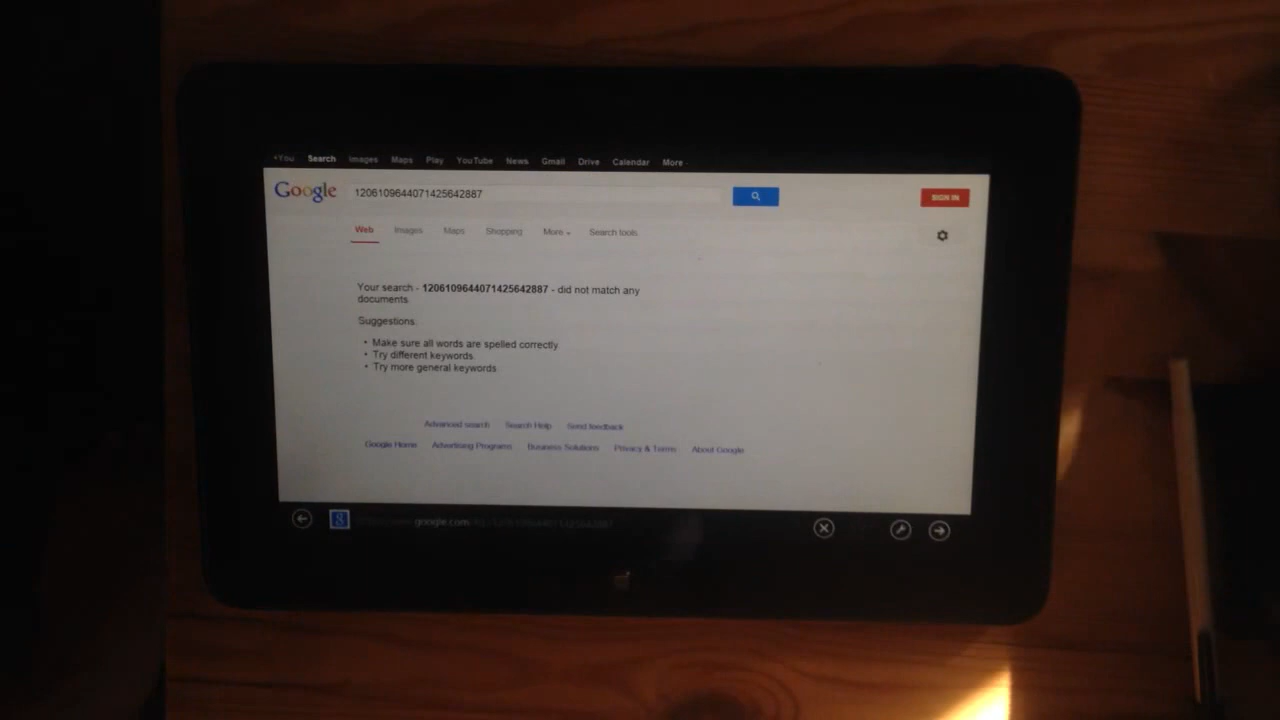 +You Search Images Maps Play YouTube News Gmail Drive Calendar More
Google 1206109644071425642887 SIGN IN
Web Images Maps Shopping More Search tools
Your search - 1206109644071425642887 - did not match any
documents.
Suggestions:
• Make sure all words are spelled correctly.
• Try different keywords.
• Try more general keywords.
Advanced search Search Help Send feedback
Google Home Advertising Programs Business Solutions Privacy & Terms About Google
8 google.com